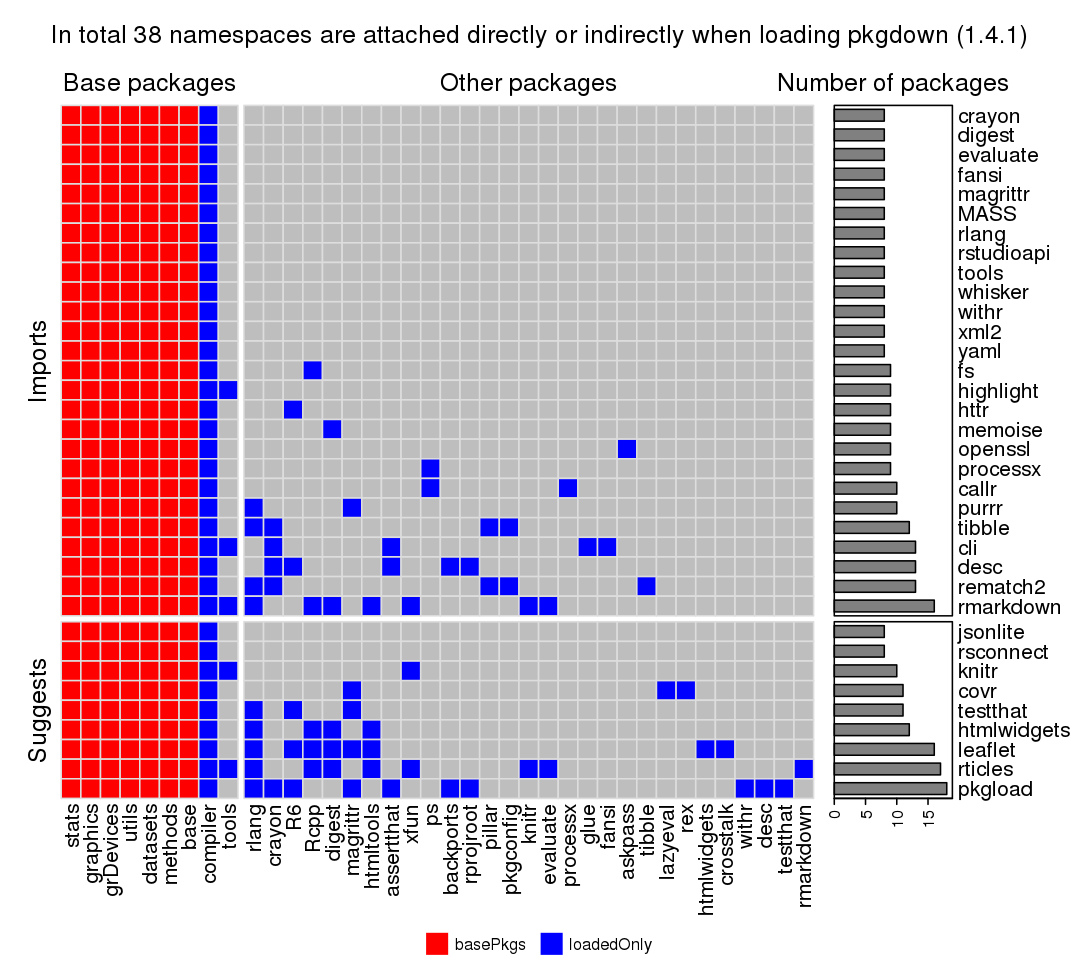 In total 38 namespaces are attached directly or indirectly when loading pkgdown (1.4.1)
Base packages
Other packages
Number of packages
Imports
crayon
digest
evaluate
fansi
magrittr
MASS
rlang
rstudioapi
tools
whisker
withr
xml2
yaml
fs
highlight
httr
memoise
openssl
processx
callr
purrr
tibble
cli
desc
rematch2
rmarkdown
Suggests
jsonlite
rsconnect
knitr
covr
testthat
htmlwidgets
leaflet
rticles
pkgload
0
5
10
15
stats
graphics
grDevices
utils
datasets
methods
base
compiler
tools
rlang
crayon
R6
Rcpp
digest
magrittr
htmltools
assertthat
xfun
ps
backports
rprojroot
pillar
pkgconfig
knitr
evaluate
processx
glue
fansi
askpass
tibble
lazyeval
rex
htmlwidgets
crosstalk
withr
desc
testthat
rmarkdown
basePkgs
loadedOnly